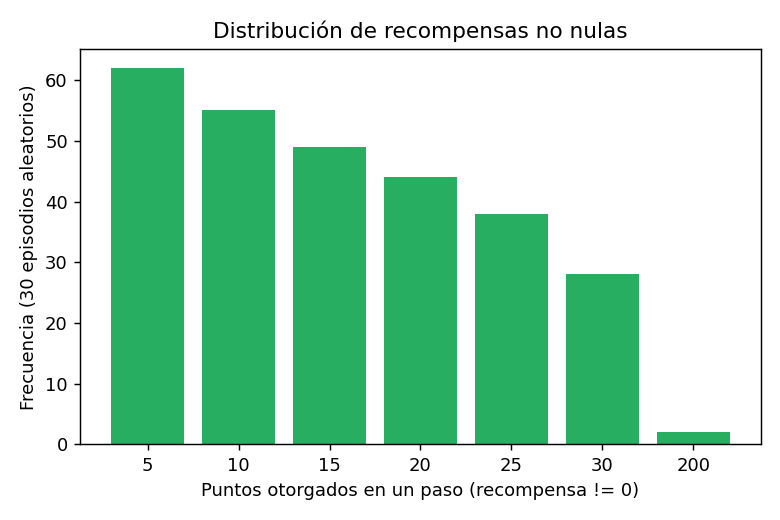 Distribución de recompensas no nulas
Frecuencia (30 episodios aleatorios)
60
50
40
30
20
10
0
5 10 15 20 25 30 200
Puntos otorgados en un paso (recompensa != 0)